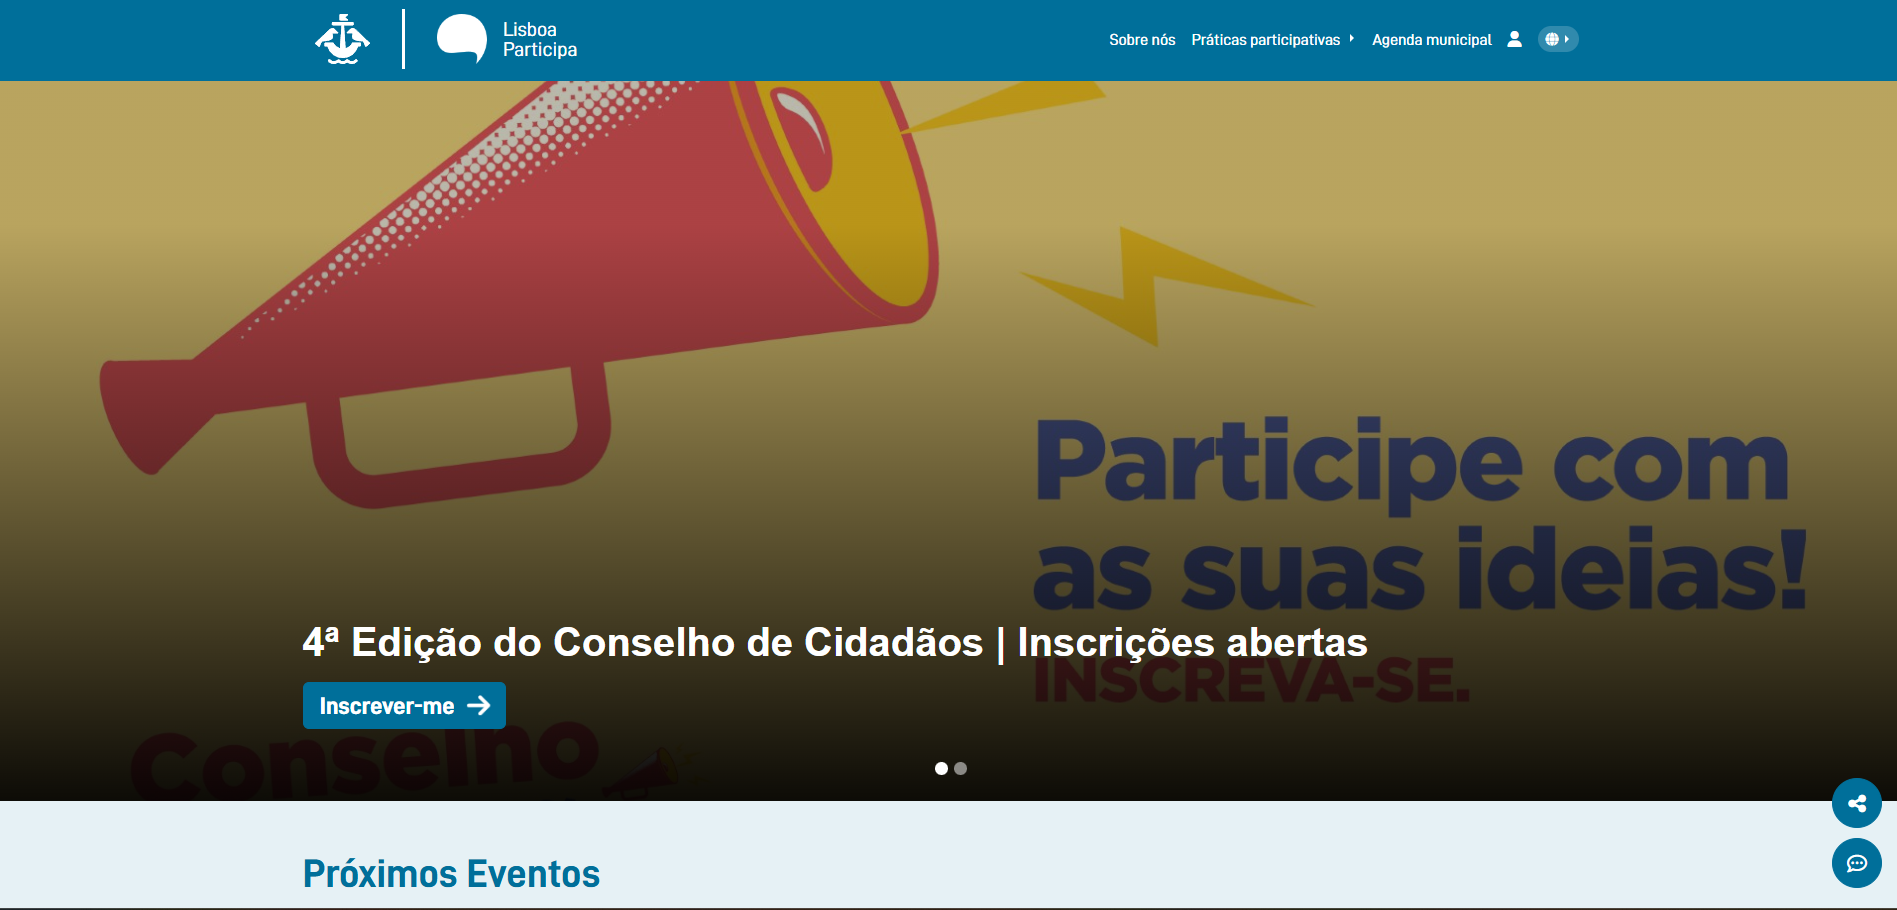 Lisboa
Participa
Sobre nós
Práticas participativas
Agenda municipal
Participe com
as suas ideias!
4ª Edição do Conselho de Cidadãos | Inscrições abertas
INSCREVA-SE.
Inscrever-me
Conselho
Próximos Eventos